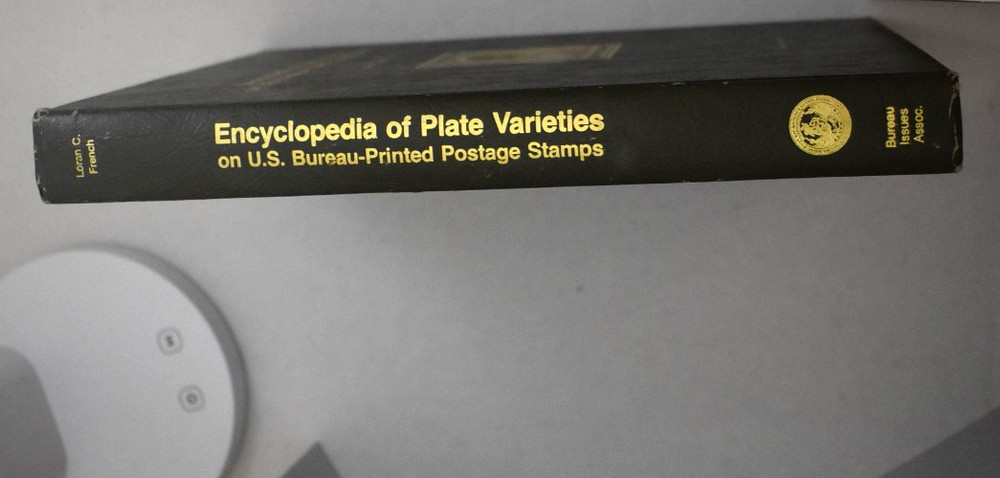 Loran C.
French
Encyclopedia of Plate Varieties
on U.S. Bureau-Printed Postage Stamps
Bureau
Issues
Assoc.